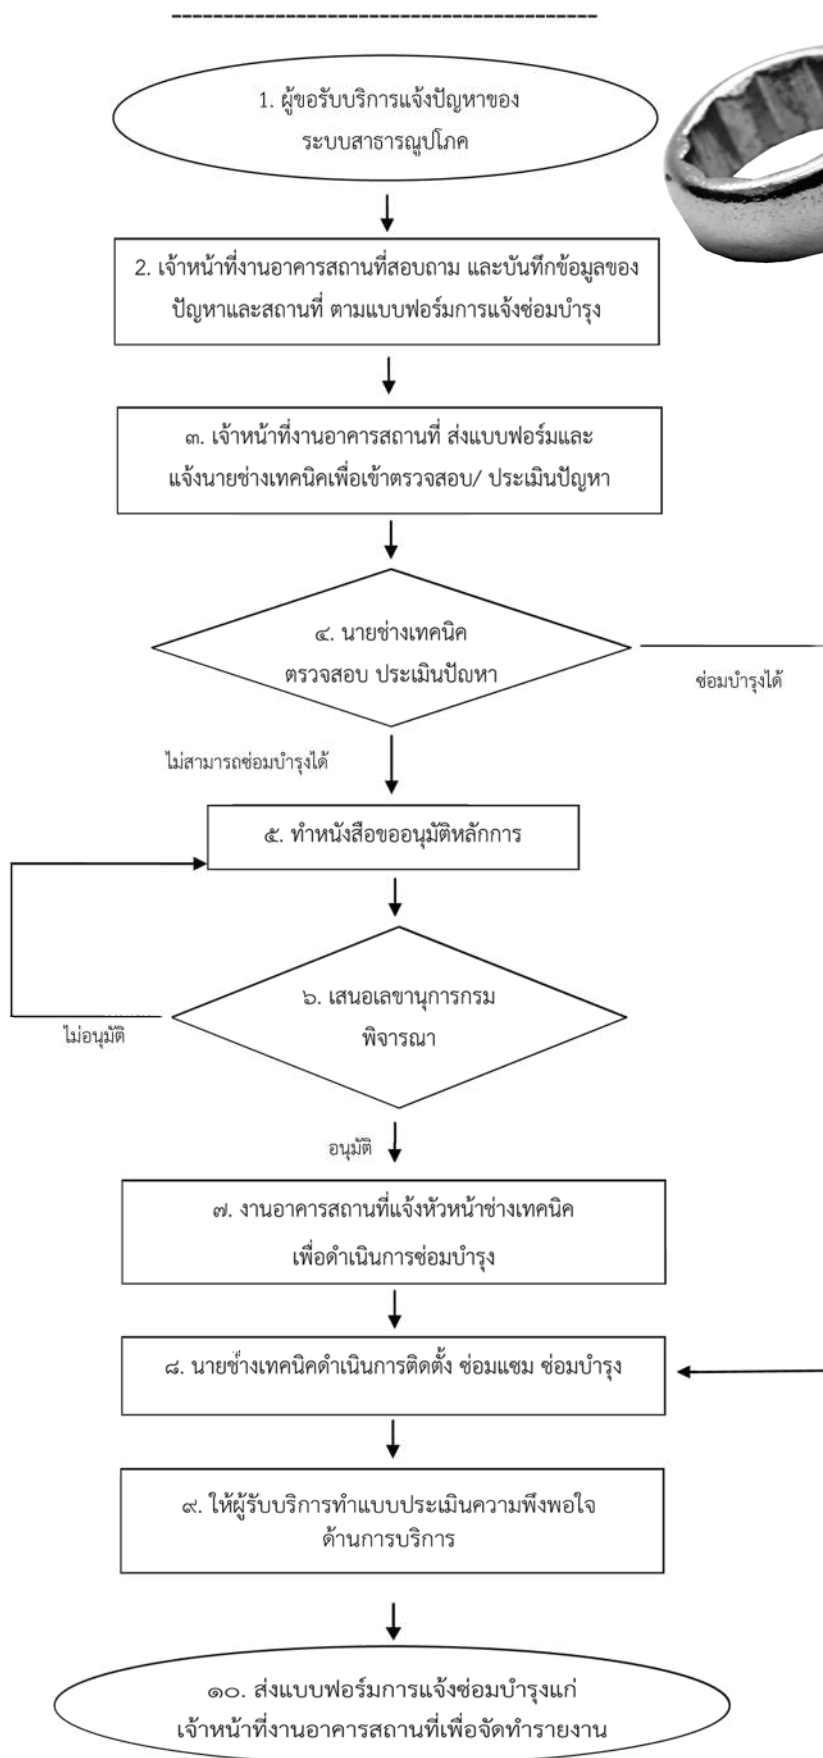 1. ผู้ขอรับบริการแจ้งปัญหาของ
ระบบสาธารณูปโภค
2. เจ้าหน้าที่งานอาคารสถานที่สอบถาม และบันทึกข้อมูลของ
ปัญหาและสถานที่ ตามแบบฟอร์มการแจ้งซ่อมบำรุง
๓. เจ้าหน้าที่งานอาคารสถานที่ ส่งแบบฟอร์มและ
แจ้งนายช่างเทคนิคเพื่อเข้าตรวจสอบ/ ประเมินปัญหา
๔. นายช่างเทคนิค
ตรวจสอบ ประเมินปัญหา
ซ่อมบำรุงได้
ไม่สามารถซ่อมบำรุงได้
๕. ทำหนังสือขออนุมัติหลักการ
๖. เสนอเลขานุการกรม
พิจารณา
ไม่อนุมัติ
อนุมัติ
๗. งานอาคารสถานที่แจ้งหัวหน้าช่างเทคนิค
เพื่อดำเนินการซ่อมบำรุง
๘. นายช่างเทคนิคดำเนินการติดตั้ง ซ่อมแซม ซ่อมบำรุง
๙. ให้ผู้รับบริการทำแบบประเมินความพึงพอใจ
ด้านการบริการ
๑๐. ส่งแบบฟอร์มการแจ้งซ่อมบำรุงแก่
เจ้าหน้าที่งานอาคารสถานที่เพื่อจัดทำรายงาน